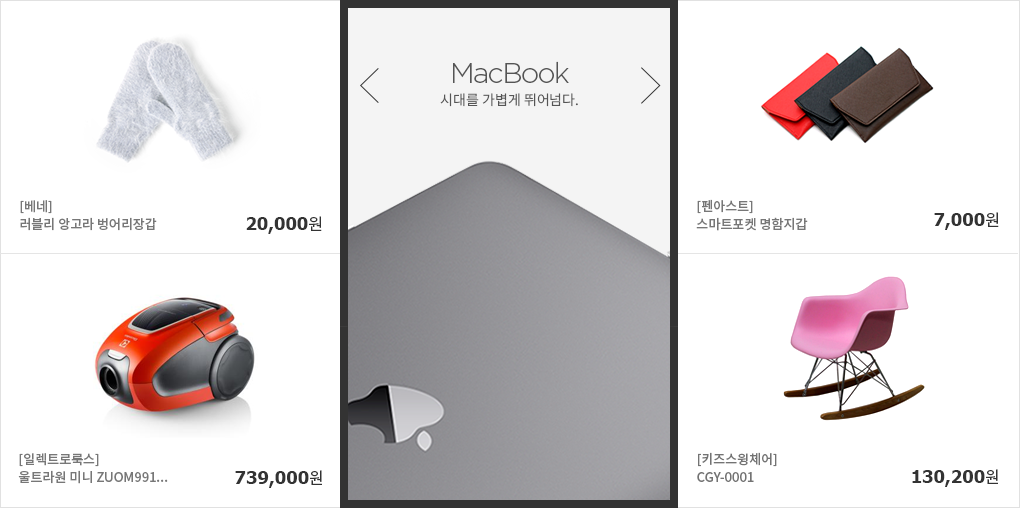 [베네]
러블리 앙고라 벙어리장갑
20,000원
[일렉트로룩스]
울트라원 미니 ZUOM991...
739,000원
MacBook
시대를 가볍게 뛰어넘다.
[펜아스트]
스마트포켓 명함지갑
7,000원
[키즈스윙체어]
CGY-0001
130,200원